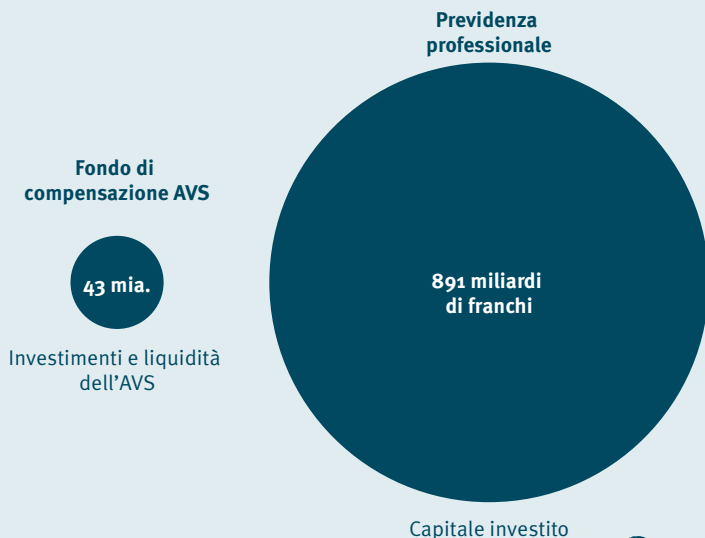 Previdenza
professionale
Fondo di
compensazione AVS
43 mia.
891 miliardi
di franchi
Investimenti e liquidità
dell’AVS
Capitale investito